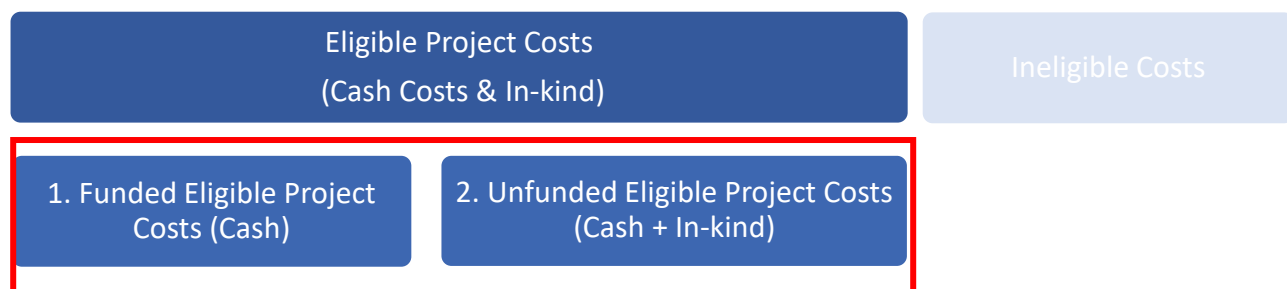 Eligible Project Costs
(Cash Costs & In-kind)
Ineligible Costs
1. Funded Eligible Project
Costs (Cash)
2. Unfunded Eligible Project Costs
(Cash + In-kind)